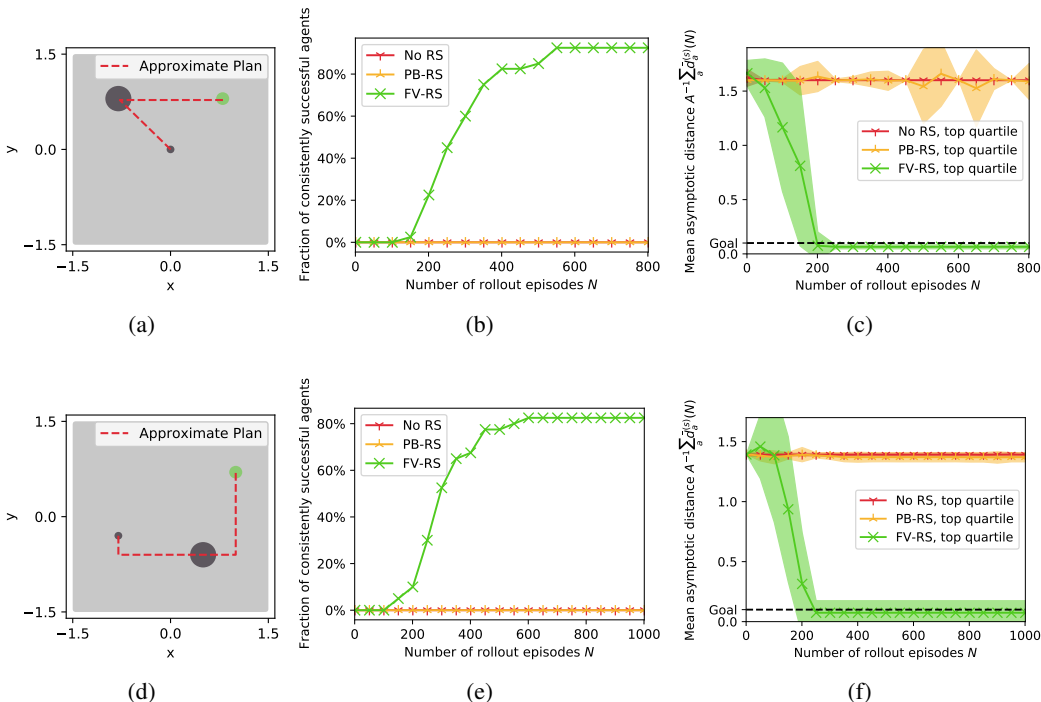 1.5
0.0
−1.5
y
−1.5
0.0
1.5
x
Approximate Plan
(a)
Fraction of consistently successful agents
80%
60%
40%
20%
0%
No RS
PB-RS
FV-RS
0
200
400
600
800
Number of rollout episodes N
(b)
Mean asymptotic distance A⁻¹∑ₐd̄ₐ⁽ˢ⁾(N)
1.5
1.0
0.5
Goal
0.0
No RS, top quartile
PB-RS, top quartile
FV-RS, top quartile
0
200
400
600
800
Number of rollout episodes N
(c)
1.5
0.0
−1.5
y
−1.5
0.0
1.5
x
Approximate Plan
(d)
Fraction of consistently successful agents
80%
60%
40%
20%
0%
No RS
PB-RS
FV-RS
0
200
400
600
800
1000
Number of rollout episodes N
(e)
Mean asymptotic distance A⁻¹∑ₐd̄ₐ⁽ˢ⁾(N)
1.5
1.0
0.5
Goal
0.0
No RS, top quartile
PB-RS, top quartile
FV-RS, top quartile
0
200
400
600
800
1000
Number of rollout episodes N
(f)